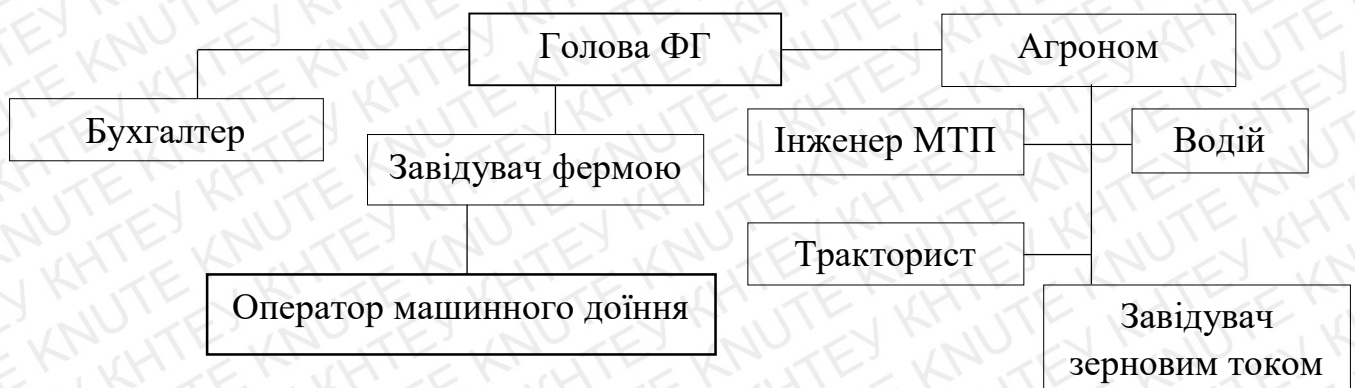 Голова ФГ
Агроном
Бухгалтер
Завідувач фермою
Інженер МТП
Водій
Тракторист
Оператор машинного доїння
Завідувач
зерновим током